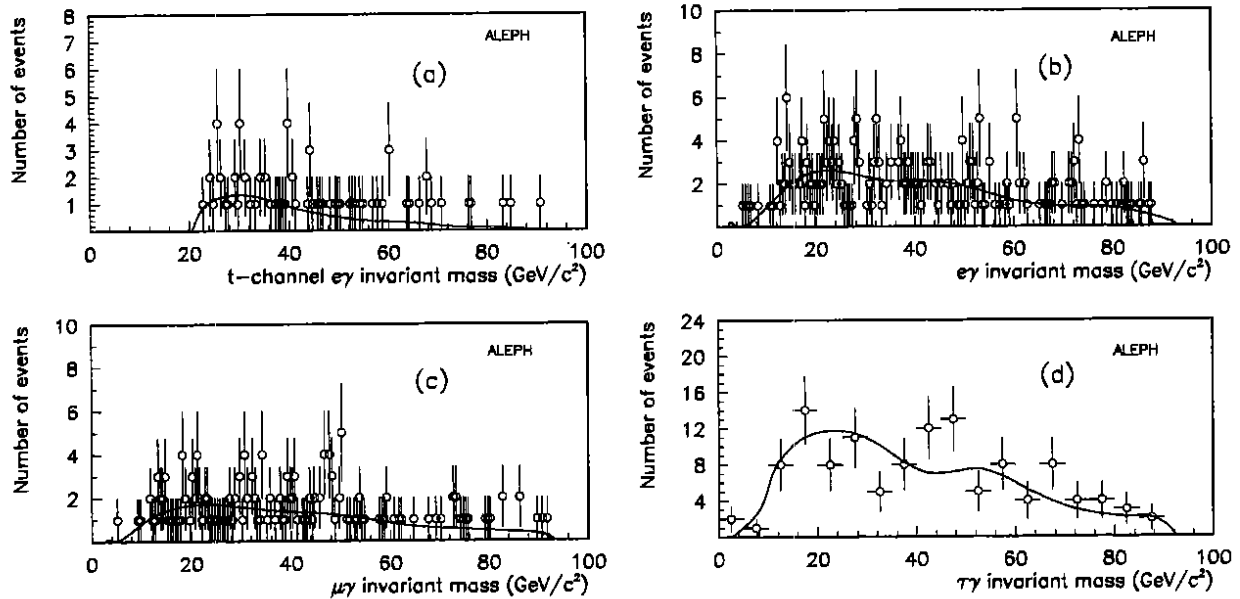 Number of events
8
7
6
5
4
3
2
1
ALEPH
(a)
0 20 40 60 80 100
t-channel eγ invariant mass (GeV/c²)
Number of events
10
8
6
4
2
ALEPH
(b)
0 20 40 60 80 100
eγ invariant mass (GeV/c²)
Number of events
10
8
6
4
2
ALEPH
(c)
0 20 40 60 80 100
μγ invariant mass (GeV/c²)
Number of events
24
20
16
12
8
4
ALEPH
(d)
0 20 40 60 80 100
τγ invariant mass (GeV/c²)